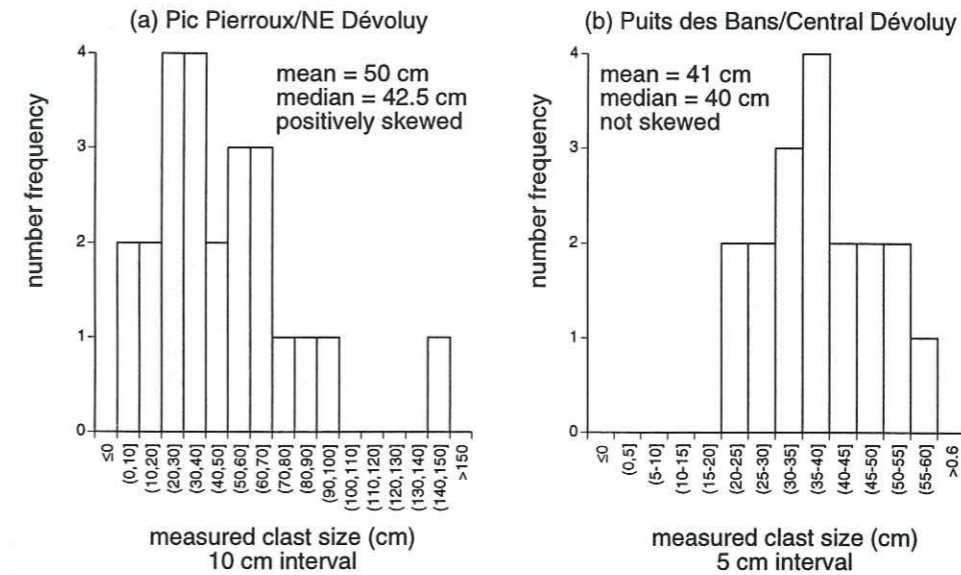 (a) Pic Pierroux/NE Dévoluy
mean = 50 cm
median = 42.5 cm
positively skewed
number frequency
4
3
2
1
0
≤0
(0,10]
(10,20]
(20,30]
(30,40]
(40,50]
(50,60]
(60,70]
(70,80]
(80,90]
(90,100]
(100,110]
(110,120]
(120,130]
(130,140]
(140,150]
>150
measured clast size (cm)
10 cm interval
(b) Puits des Bans/Central Dévoluy
mean = 41 cm
median = 40 cm
not skewed
number frequency
4
3
2
1
0
≤0
(0,5]
(5-10]
(10-15]
(15-20]
(20-25]
(25-30]
(30-35]
(35-40]
(40-45]
(45-50]
(50-55]
(55-60]
>0.6
measured clast size (cm)
5 cm interval